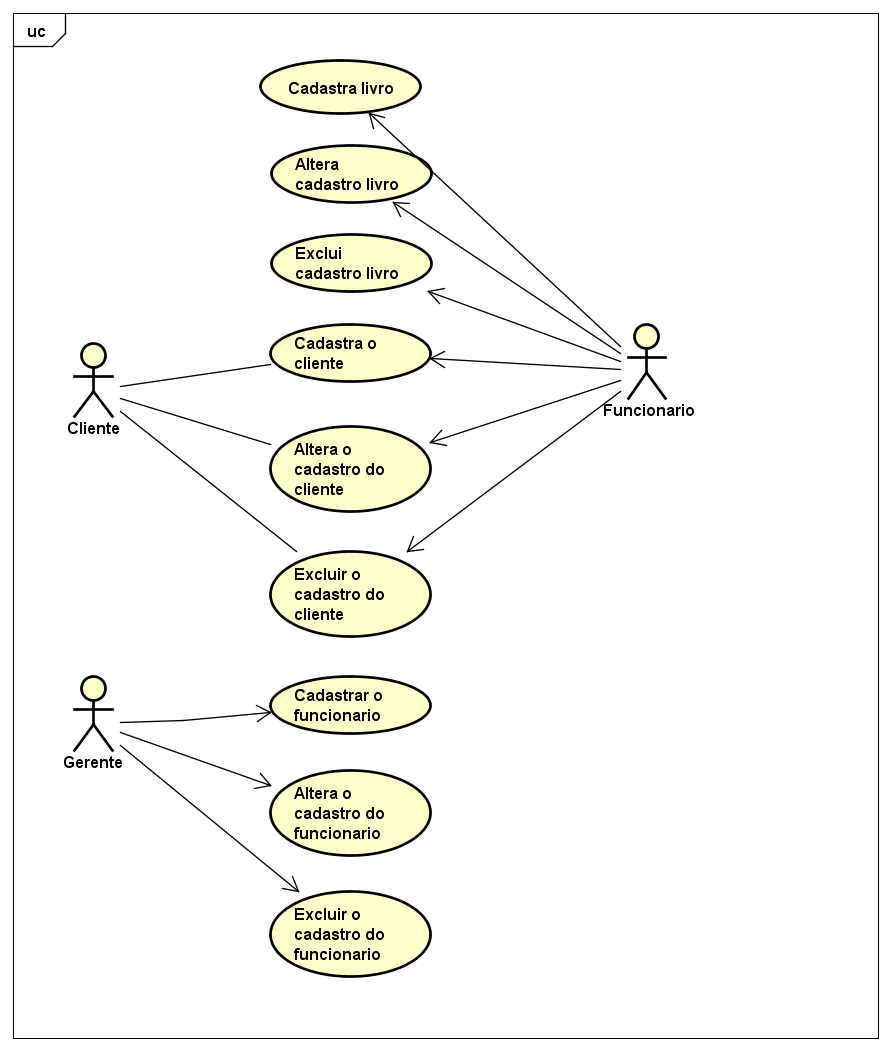 uc
Cadastra livro
Altera
cadastro livro
Exclui
cadastro livro
Cadastra o
cliente
Funcionario
Cliente
Altera o
cadastro do
cliente
Excluir o
cadastro do
cliente
Cadastrar o
funcionario
Gerente
Altera o
cadastro do
funcionario
Excluir o
cadastro do
funcionario